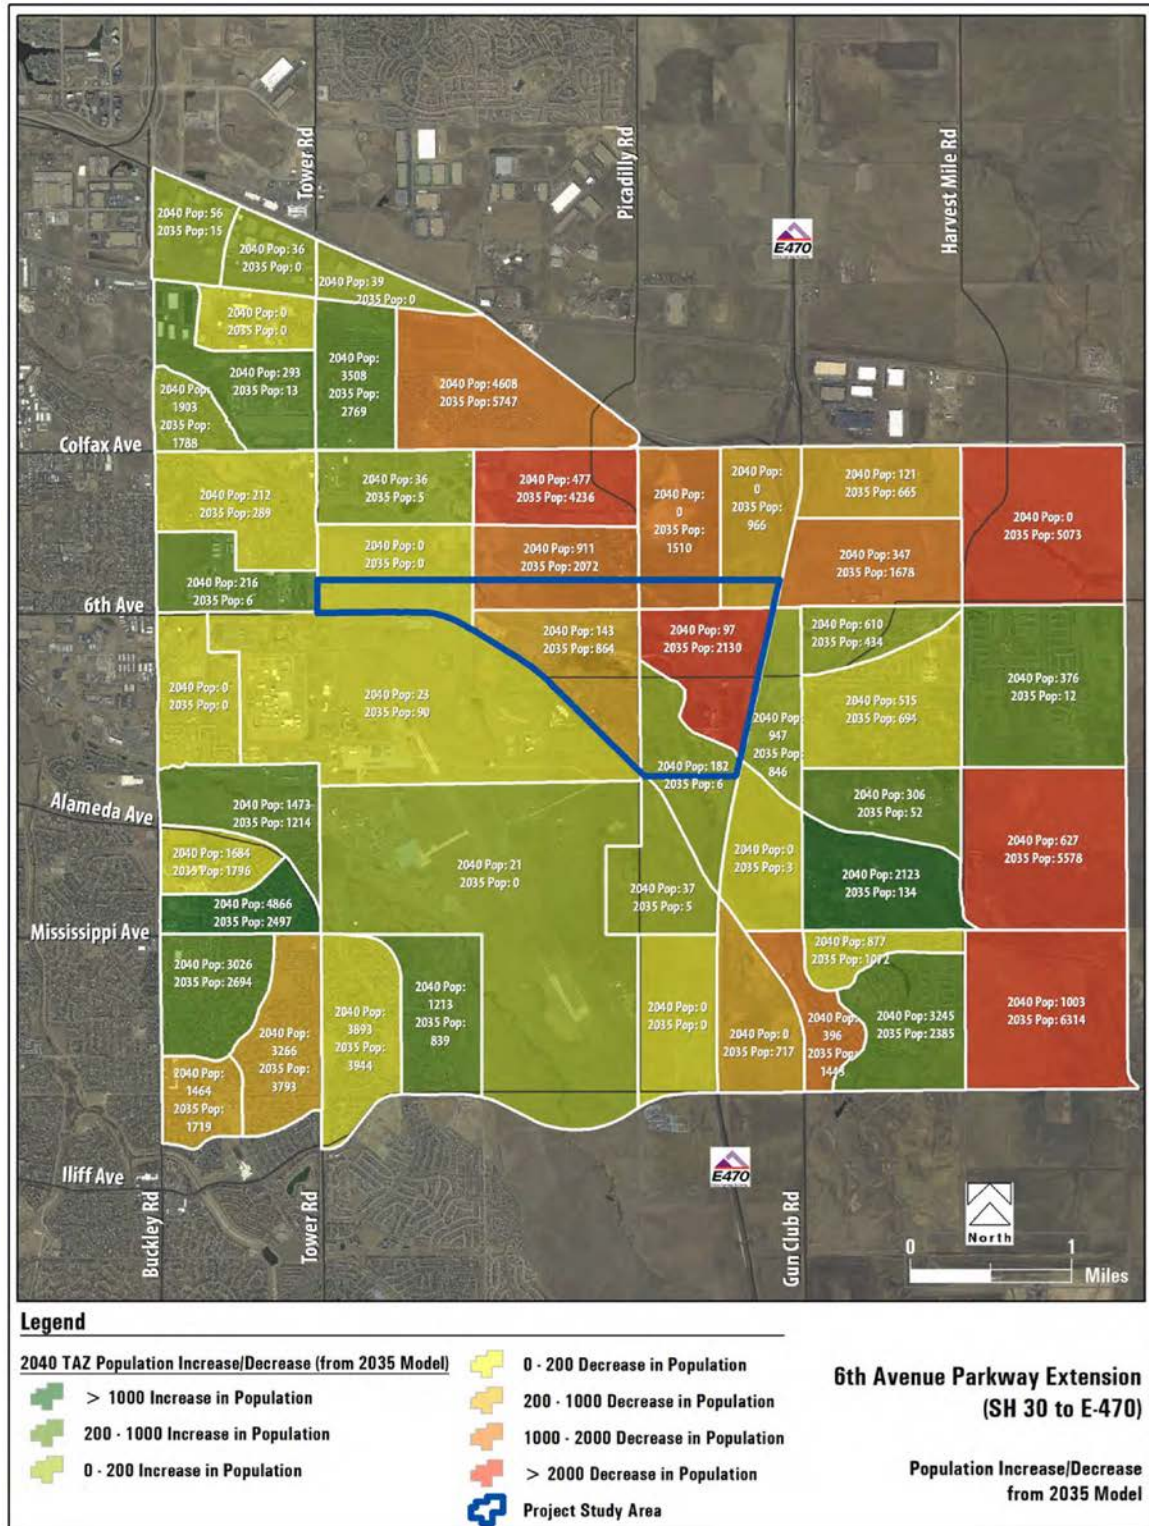 Tower Rd
Picadilly Rd
Harvest Mile Rd
E470
2040 Pop: 56
2035 Pop: 15
2040 Pop: 36
2035 Pop: 0
2040 Pop: 39
2035 Pop: 0
2040 Pop: 0
2035 Pop: 0
2040 Pop: 293
2035 Pop: 13
2040 Pop:
3508
2035 Pop:
2769
2040 Pop: 4608
2035 Pop: 5747
2040 Pop:
1903
2035 Pop:
1788
Colfax Ave
2040 Pop: 212
2035 Pop: 289
2040 Pop: 36
2035 Pop: 5
2040 Pop: 477
2035 Pop: 4236
2040 Pop:
0
2035 Pop:
1510
2040 Pop:
0
2035 Pop:
966
2040 Pop: 121
2035 Pop: 665
2040 Pop: 0
2035 Pop: 5073
2040 Pop: 0
2035 Pop: 0
2040 Pop: 911
2035 Pop: 2072
2040 Pop: 347
2035 Pop: 1678
2040 Pop: 216
2035 Pop: 6
6th Ave
2040 Pop: 143
2035 Pop: 864
2040 Pop: 97
2035 Pop: 2130
2040 Pop: 610
2035 Pop: 434
2040 Pop: 0
2035 Pop: 0
2040 Pop: 23
2035 Pop: 90
2040 Pop:
947
2035 Pop:
846
2040 Pop: 515
2035 Pop: 694
2040 Pop: 376
2035 Pop: 12
2040 Pop: 182
2035 Pop: 6
Alameda Ave
2040 Pop: 1473
2035 Pop: 1214
2040 Pop: 306
2035 Pop: 52
2040 Pop: 1684
2035 Pop: 1796
2040 Pop: 21
2035 Pop: 0
2040 Pop: 0
2035 Pop: 3
2040 Pop: 627
2035 Pop: 5578
2040 Pop: 37
2035 Pop: 5
2040 Pop: 2123
2035 Pop: 134
2040 Pop: 4866
2035 Pop: 2497
Mississippi Ave
2040 Pop: 3026
2035 Pop: 2694
2040 Pop: 877
2035 Pop: 1072
2040 Pop:
3266
2035 Pop:
3793
2040 Pop:
3893
2035 Pop:
3944
2040 Pop:
1213
2035 Pop:
839
2040 Pop: 0
2035 Pop: 0
2040 Pop: 0
2035 Pop: 717
2040 Pop:
396
2035 Pop:
1443
2040 Pop: 3245
2035 Pop: 2385
2040 Pop: 1003
2035 Pop: 6314
2040 Pop:
1464
2035 Pop:
1719
Iliff Ave
Buckley Rd
Tower Rd
E470
Gun Club Rd
North
0 1
Miles
Legend
2040 TAZ Population Increase/Decrease (from 2035 Model)
> 1000 Increase in Population
200 - 1000 Increase in Population
0 - 200 Increase in Population
0 - 200 Decrease in Population
200 - 1000 Decrease in Population
1000 - 2000 Decrease in Population
> 2000 Decrease in Population
Project Study Area
6th Avenue Parkway Extension
(SH 30 to E-470)
Population Increase/Decrease
from 2035 Model